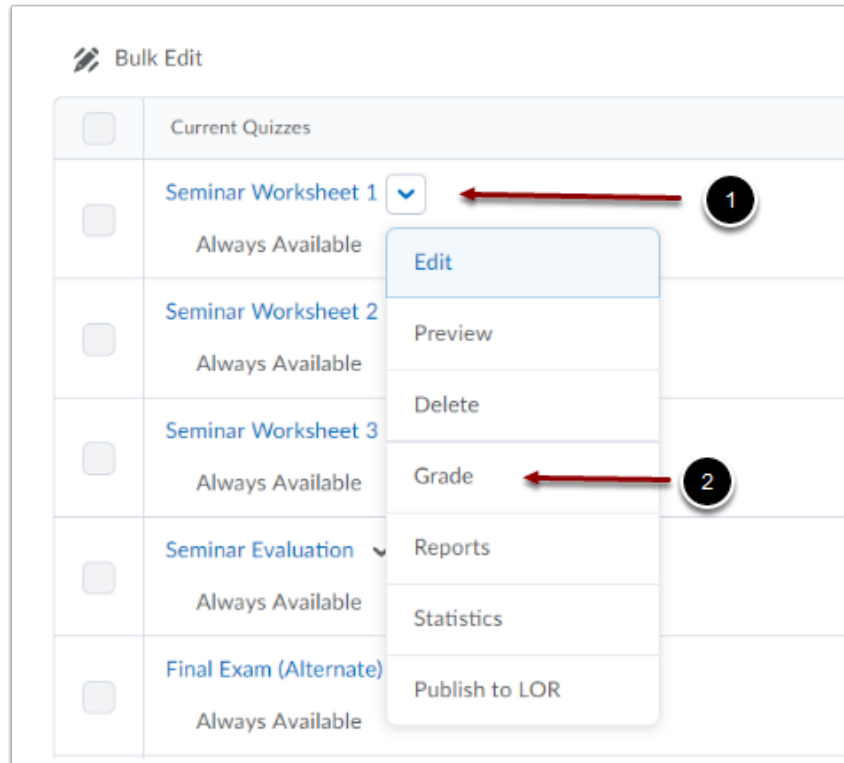 Bulk Edit
Current Quizzes
Seminar Worksheet 1
1
Always Available
Edit
Seminar Worksheet 2
Preview
Always Available
Delete
Seminar Worksheet 3
Grade
2
Always Available
Seminar Evaluation
Reports
Always Available
Statistics
Final Exam (Alternate)
Publish to LOR
Always Available